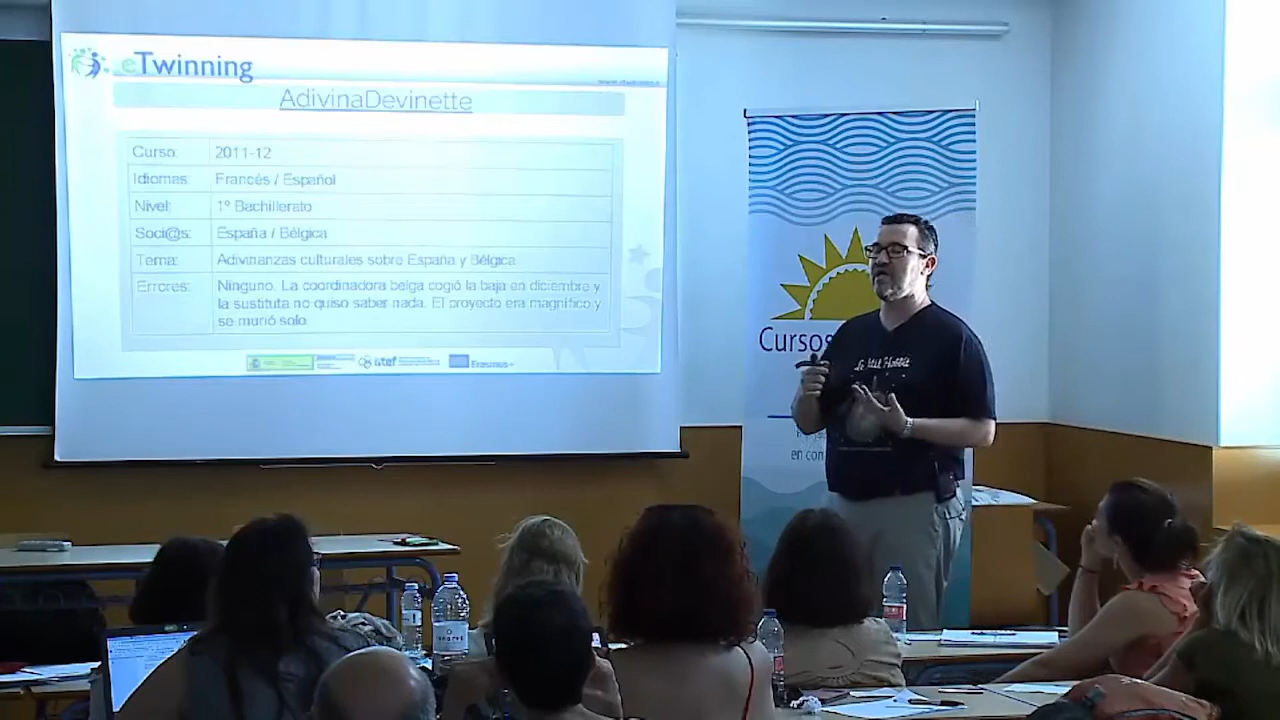 eTwinning
AdivinaDevinette
Curso: 2011-12
Idiomas: Francés / Español
Nivel: 1º Bachillerato
Soci@s: España / Bélgica
Tema: Adivinanzas culturales sobre España y Bélgica
Errores: Ninguno. La coordinadora belga cogió la baja en diciembre y
la sustituta no quiso saber nada. El proyecto era magnífico y
se murió solo.
Erasmus+
Cursos
en con